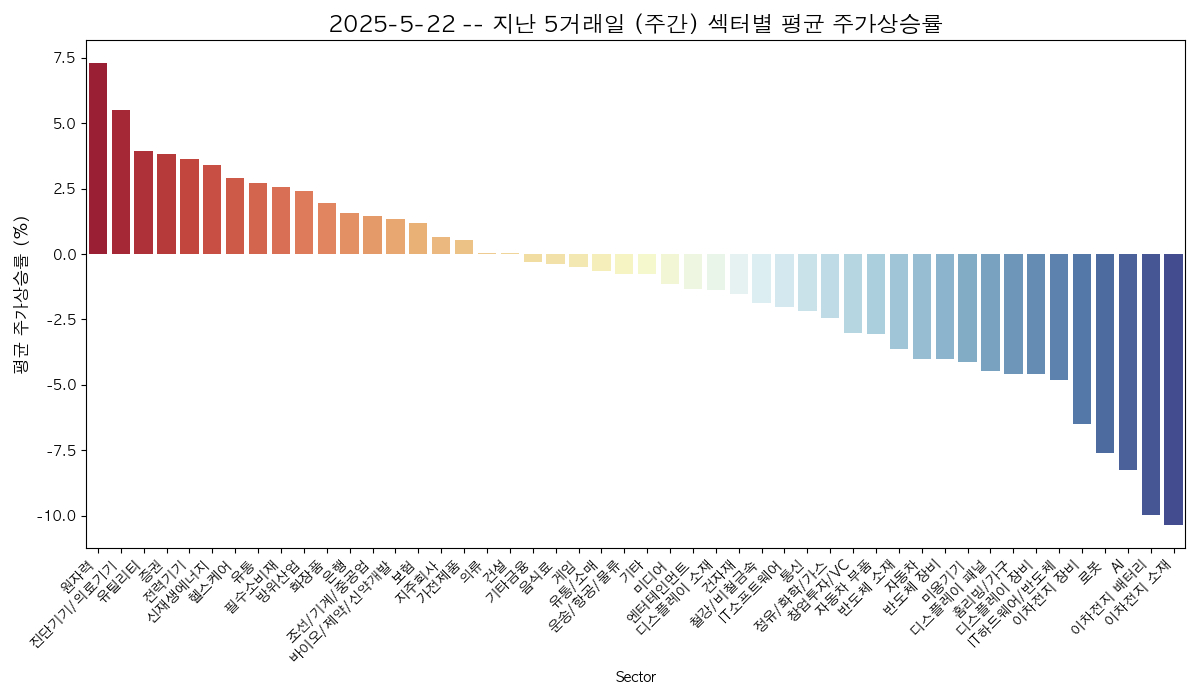 2025-5-22 -- 지난 5거래일 (주간) 섹터별 평균 주가상승률
평균 주가상승률 (%)
7.5
5.0
2.5
0.0
-2.5
-5.0
-7.5
-10.0
원자력
진단기기/의료기기
유틸리티
증권
전력기기
신재생에너지
헬스케어
유통
필수소비재
방위산업
화장품
은행
조선/기계/중공업
바이오/제약/신약개발
보험
지주회사
가전제품
의류
건설
기타금융
음식료
게임
유통/소매
운송/항공/물류
기타
미디어
엔터테인먼트
디스플레이 소재
건자재
철강/비철금속
IT소프트웨어
통신
정유/화학/가스
창업투자/VC
자동차 부품
반도체 소재
자동차
반도체 장비
미용기기
디스플레이 패널
홈리빙/가구
디스플레이 장비
IT하드웨어/반도체
이차전지 장비
로봇
AI
이차전지 배터리
이차전지 소재
Sector